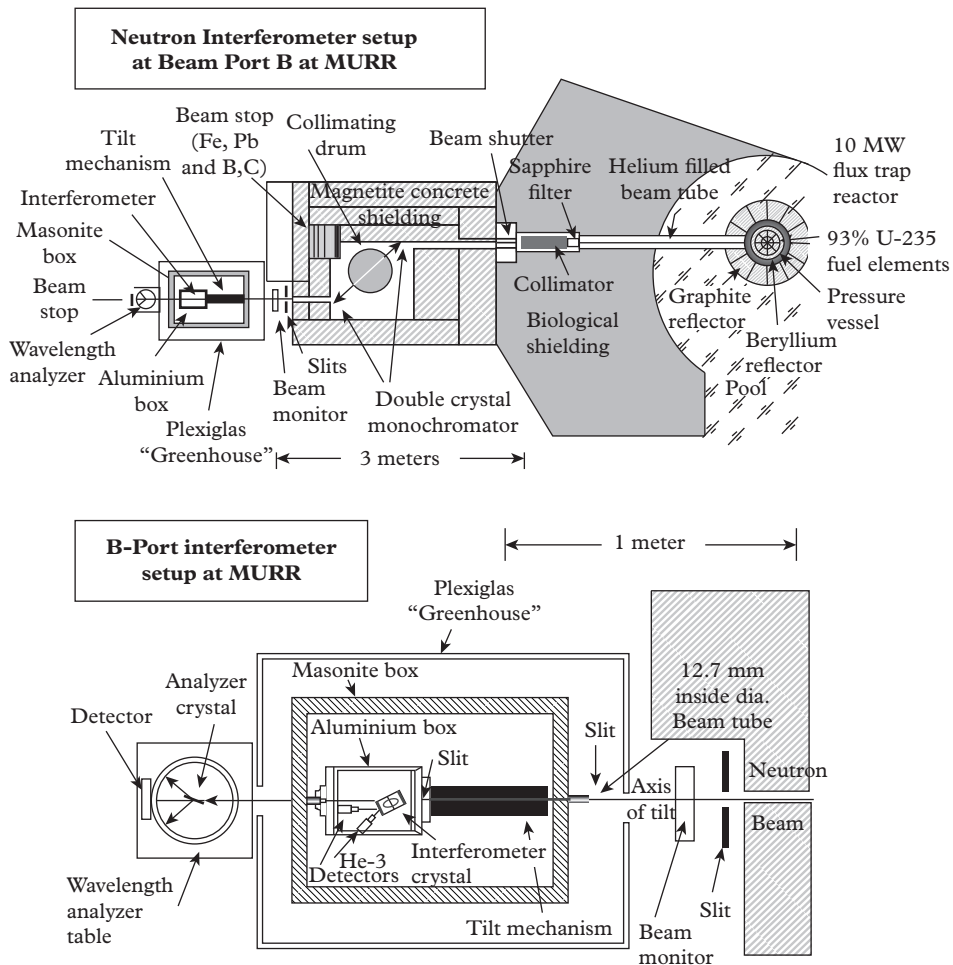 Neutron Interferometer setup
at Beam Port B at MURR
Tilt
mechanism
Interferometer
Masonite
box
Beam
stop
Wavelength
analyzer
Aluminium
box
Plexiglas
“Greenhouse”
Beam stop
(Fe, Pb
and B,C)
Collimating
drum
Magnetite concrete
shielding
Beam shutter
Sapphire
filter
Helium filled
beam tube
10 MW
flux trap
reactor
93% U-235
fuel elements
Pressure
vessel
Graphite
reflector
Beryllium
reflector
Pool
Collimator
Biological
shielding
Slits
Beam
monitor
Double crystal
monochromator
3 meters
B-Port interferometer
setup at MURR
1 meter
Plexiglas
“Greenhouse”
Masonite box
Aluminium box
Slit
Analyzer
crystal
Detector
Slit
12.7 mm
inside dia.
Beam tube
Axis
of tilt
Neutron
Beam
He-3
Detectors
Interferometer
crystal
Tilt mechanism
Wavelength
analyzer
table
Beam
monitor
Slit